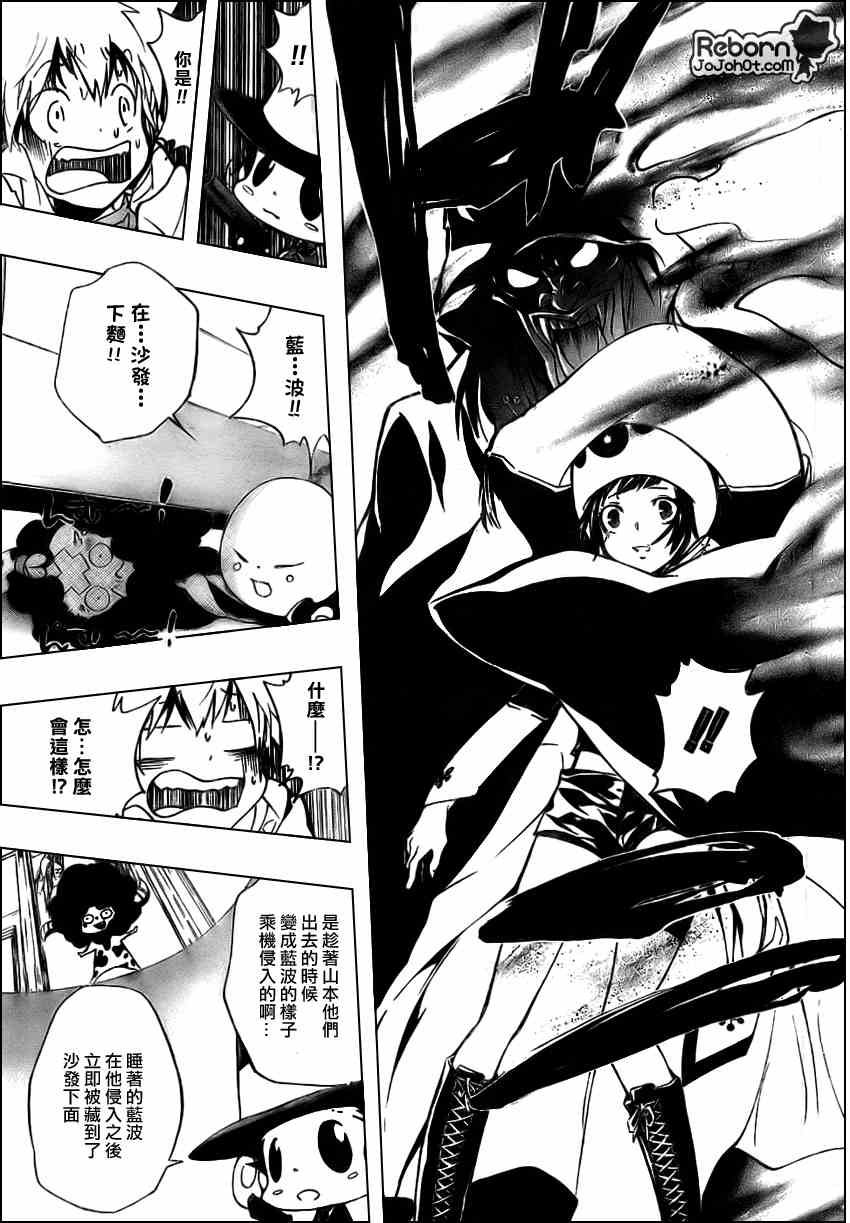 Reborn
JoJoHOt.com
!!
!!
你是!!
藍…波!!
在…沙發…
下麵!!
什麼——!?
怎…怎麼
會這樣!?
是趁著山本他們
出去的時候
變成藍波的樣子
乘機侵入的啊…
睡著的藍波
在他侵入之後
立即被藏到了
沙發下面